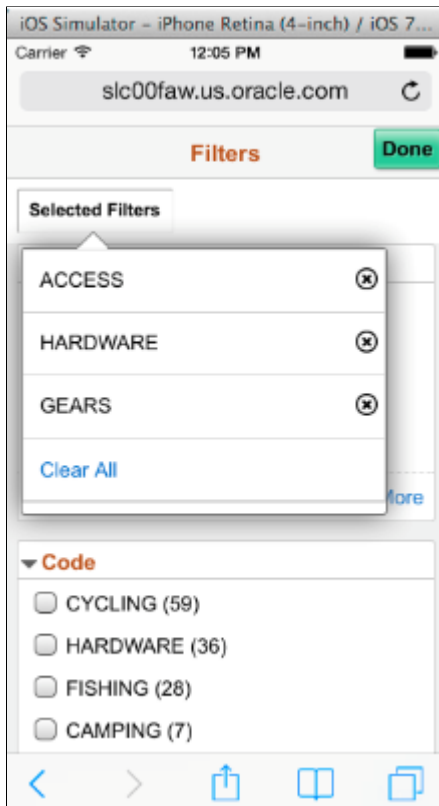 iOS Simulator – iPhone Retina (4-inch) / iOS 7...
Carrier 12:05 PM
slc00faw.us.oracle.com
Filters Done
Selected Filters
ACCESS
HARDWARE
GEARS
Clear All
More
Code
CYCLING (59)
HARDWARE (36)
FISHING (28)
CAMPING (7)